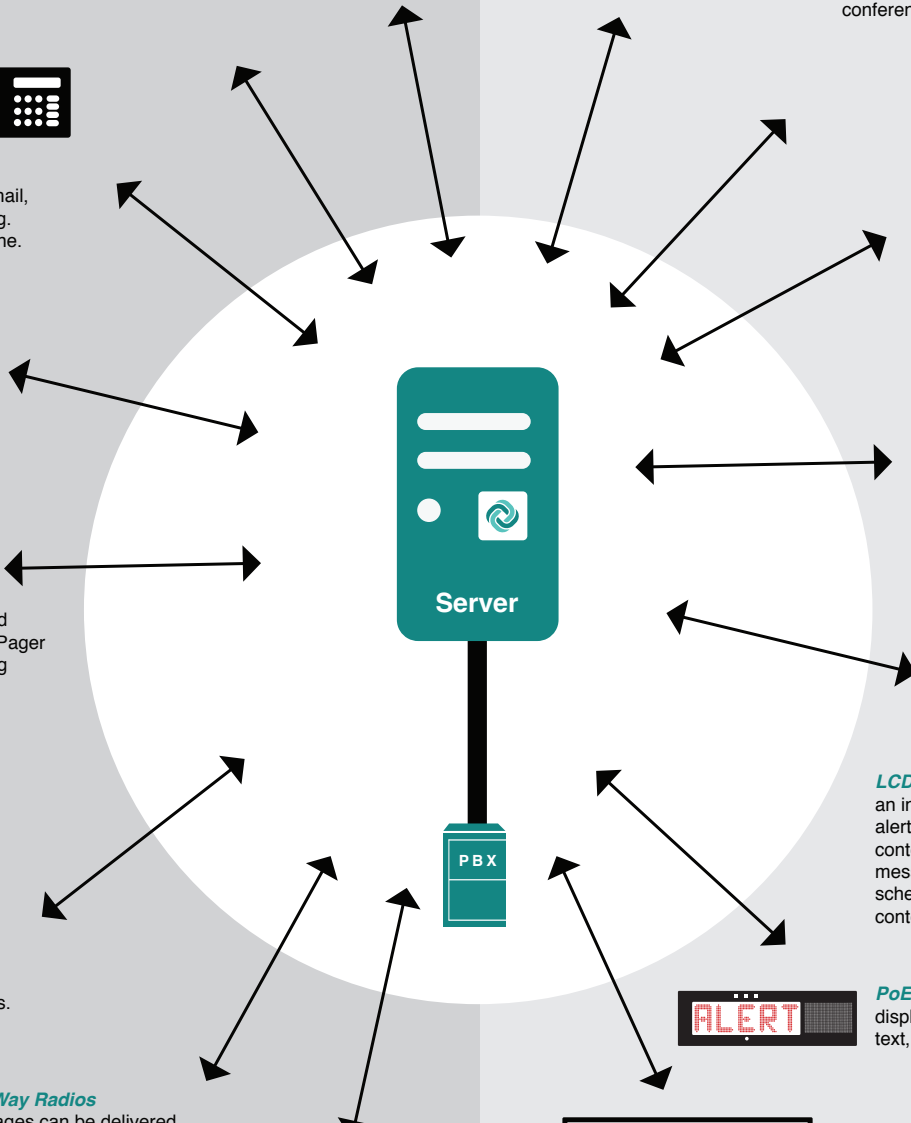 conferen
nail,
g.
ne.
Server
d
Pager
g
PBX
LCD
an in
alert
cont
mes
sche
cont
s.
ALERT
PoE
displ
text,
Way Radios
ages can be delivered